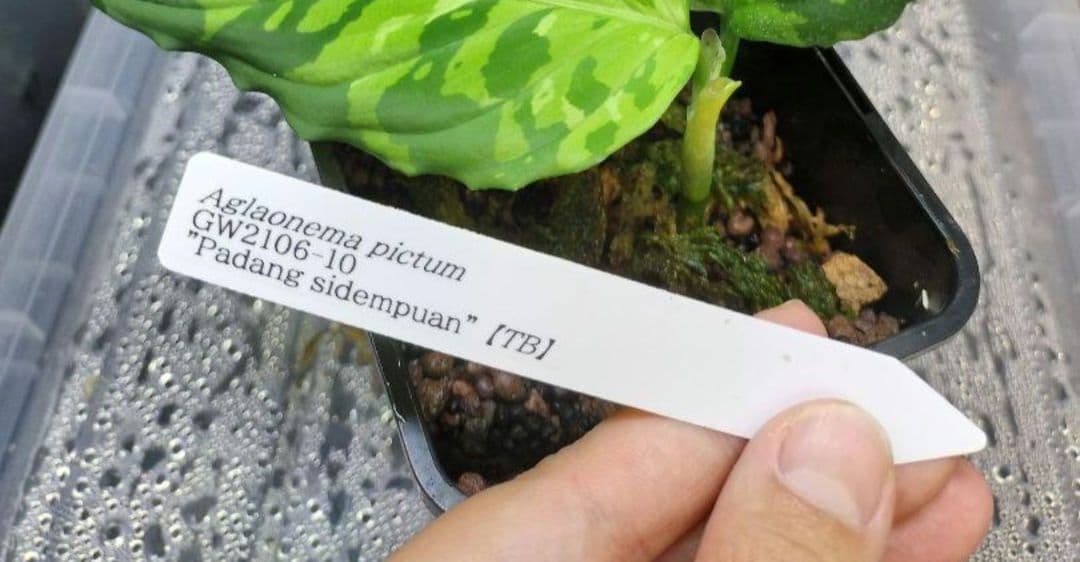 Aglaonema pictum
GW2106-10
"Padang sidempuan"【TB】